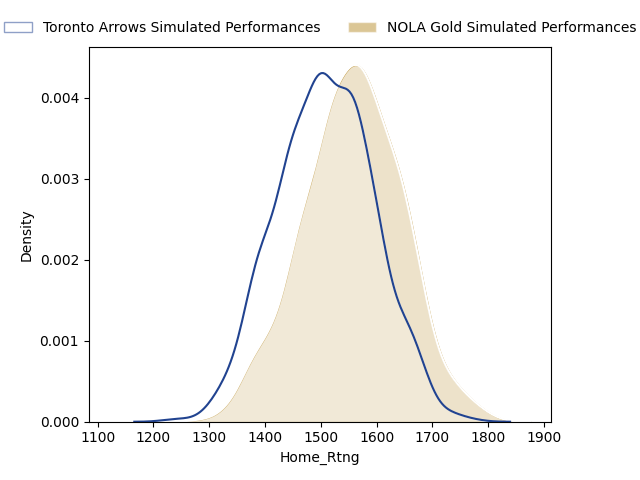 Toronto Arrows Simulated Performances NOLA Gold Simulated Performances
0.004
0.003
0.002
0.001
0.000
Density
1100 1200 1300 1400 1500 1600 1700 1800 1900
Home_Rtng